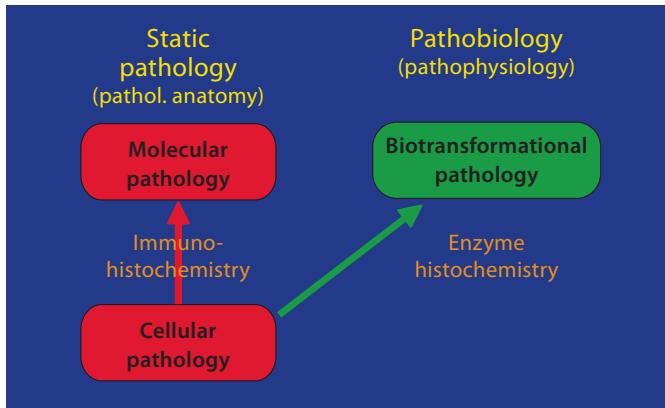 Static
pathology
(pathol. anatomy)
Pathobiology
(pathophysiology)
Molecular
pathology
Biotransformational
pathology
Immuno-
histochemistry
Enzyme
histochemistry
Cellular
pathology